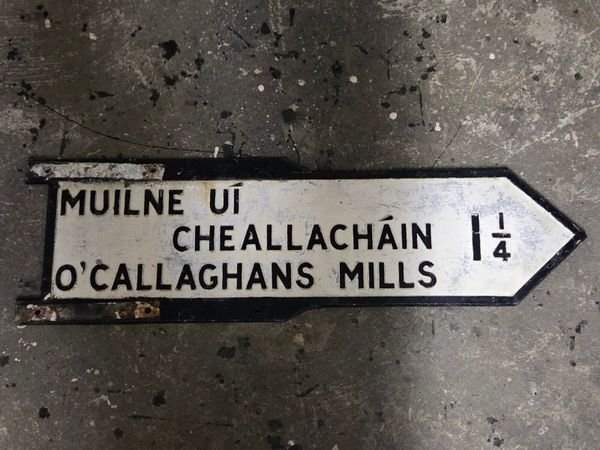 MUILNE UÍ
CHEALLACHÁIN
O'CALLAGHANS MILLS
1 1/4